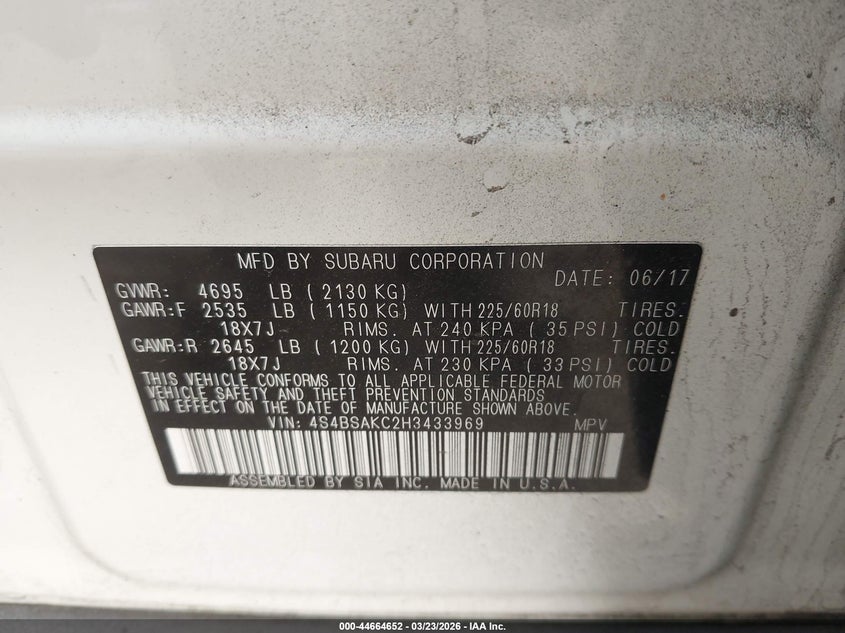 MFD BY SUBARU CORPORATION DATE: 06/17
GVWR: 4695 LB ( 2130 KG)
GAWR:F 2535 LB ( 1150 KG) WITH 225/60R18 TIRES.
18X7J RIMS. AT 240 KPA ( 35 PSI) COLD
GAWR:R 2645 LB ( 1200 KG) WITH 225/60R18 TIRES.
18X7J RIMS. AT 230 KPA ( 33 PSI) COLD
THIS VEHICLE CONFORMS TO ALL APPLICABLE FEDERAL MOTOR
VEHICLE SAFETY AND THEFT PREVENTION STANDARDS
IN EFFECT ON THE DATE OF MANUFACTURE SHOWN ABOVE.
VIN: 4S4BSAKC2H3433969 MPV
ASSEMBLED BY SIA INC. MADE IN U.S.A.
000-44664652 - 03/23/2026 - IAA Inc.